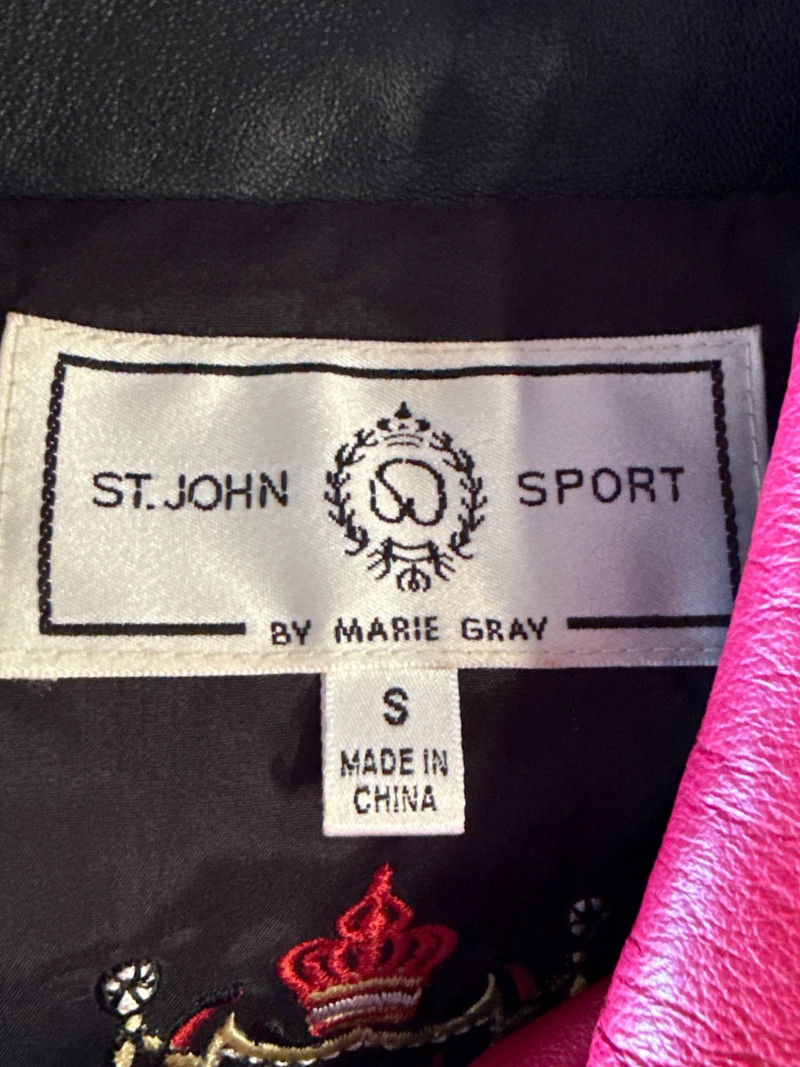 ST. JOHN SPORT
BY MARIE GRAY
S
MADE IN
CHINA